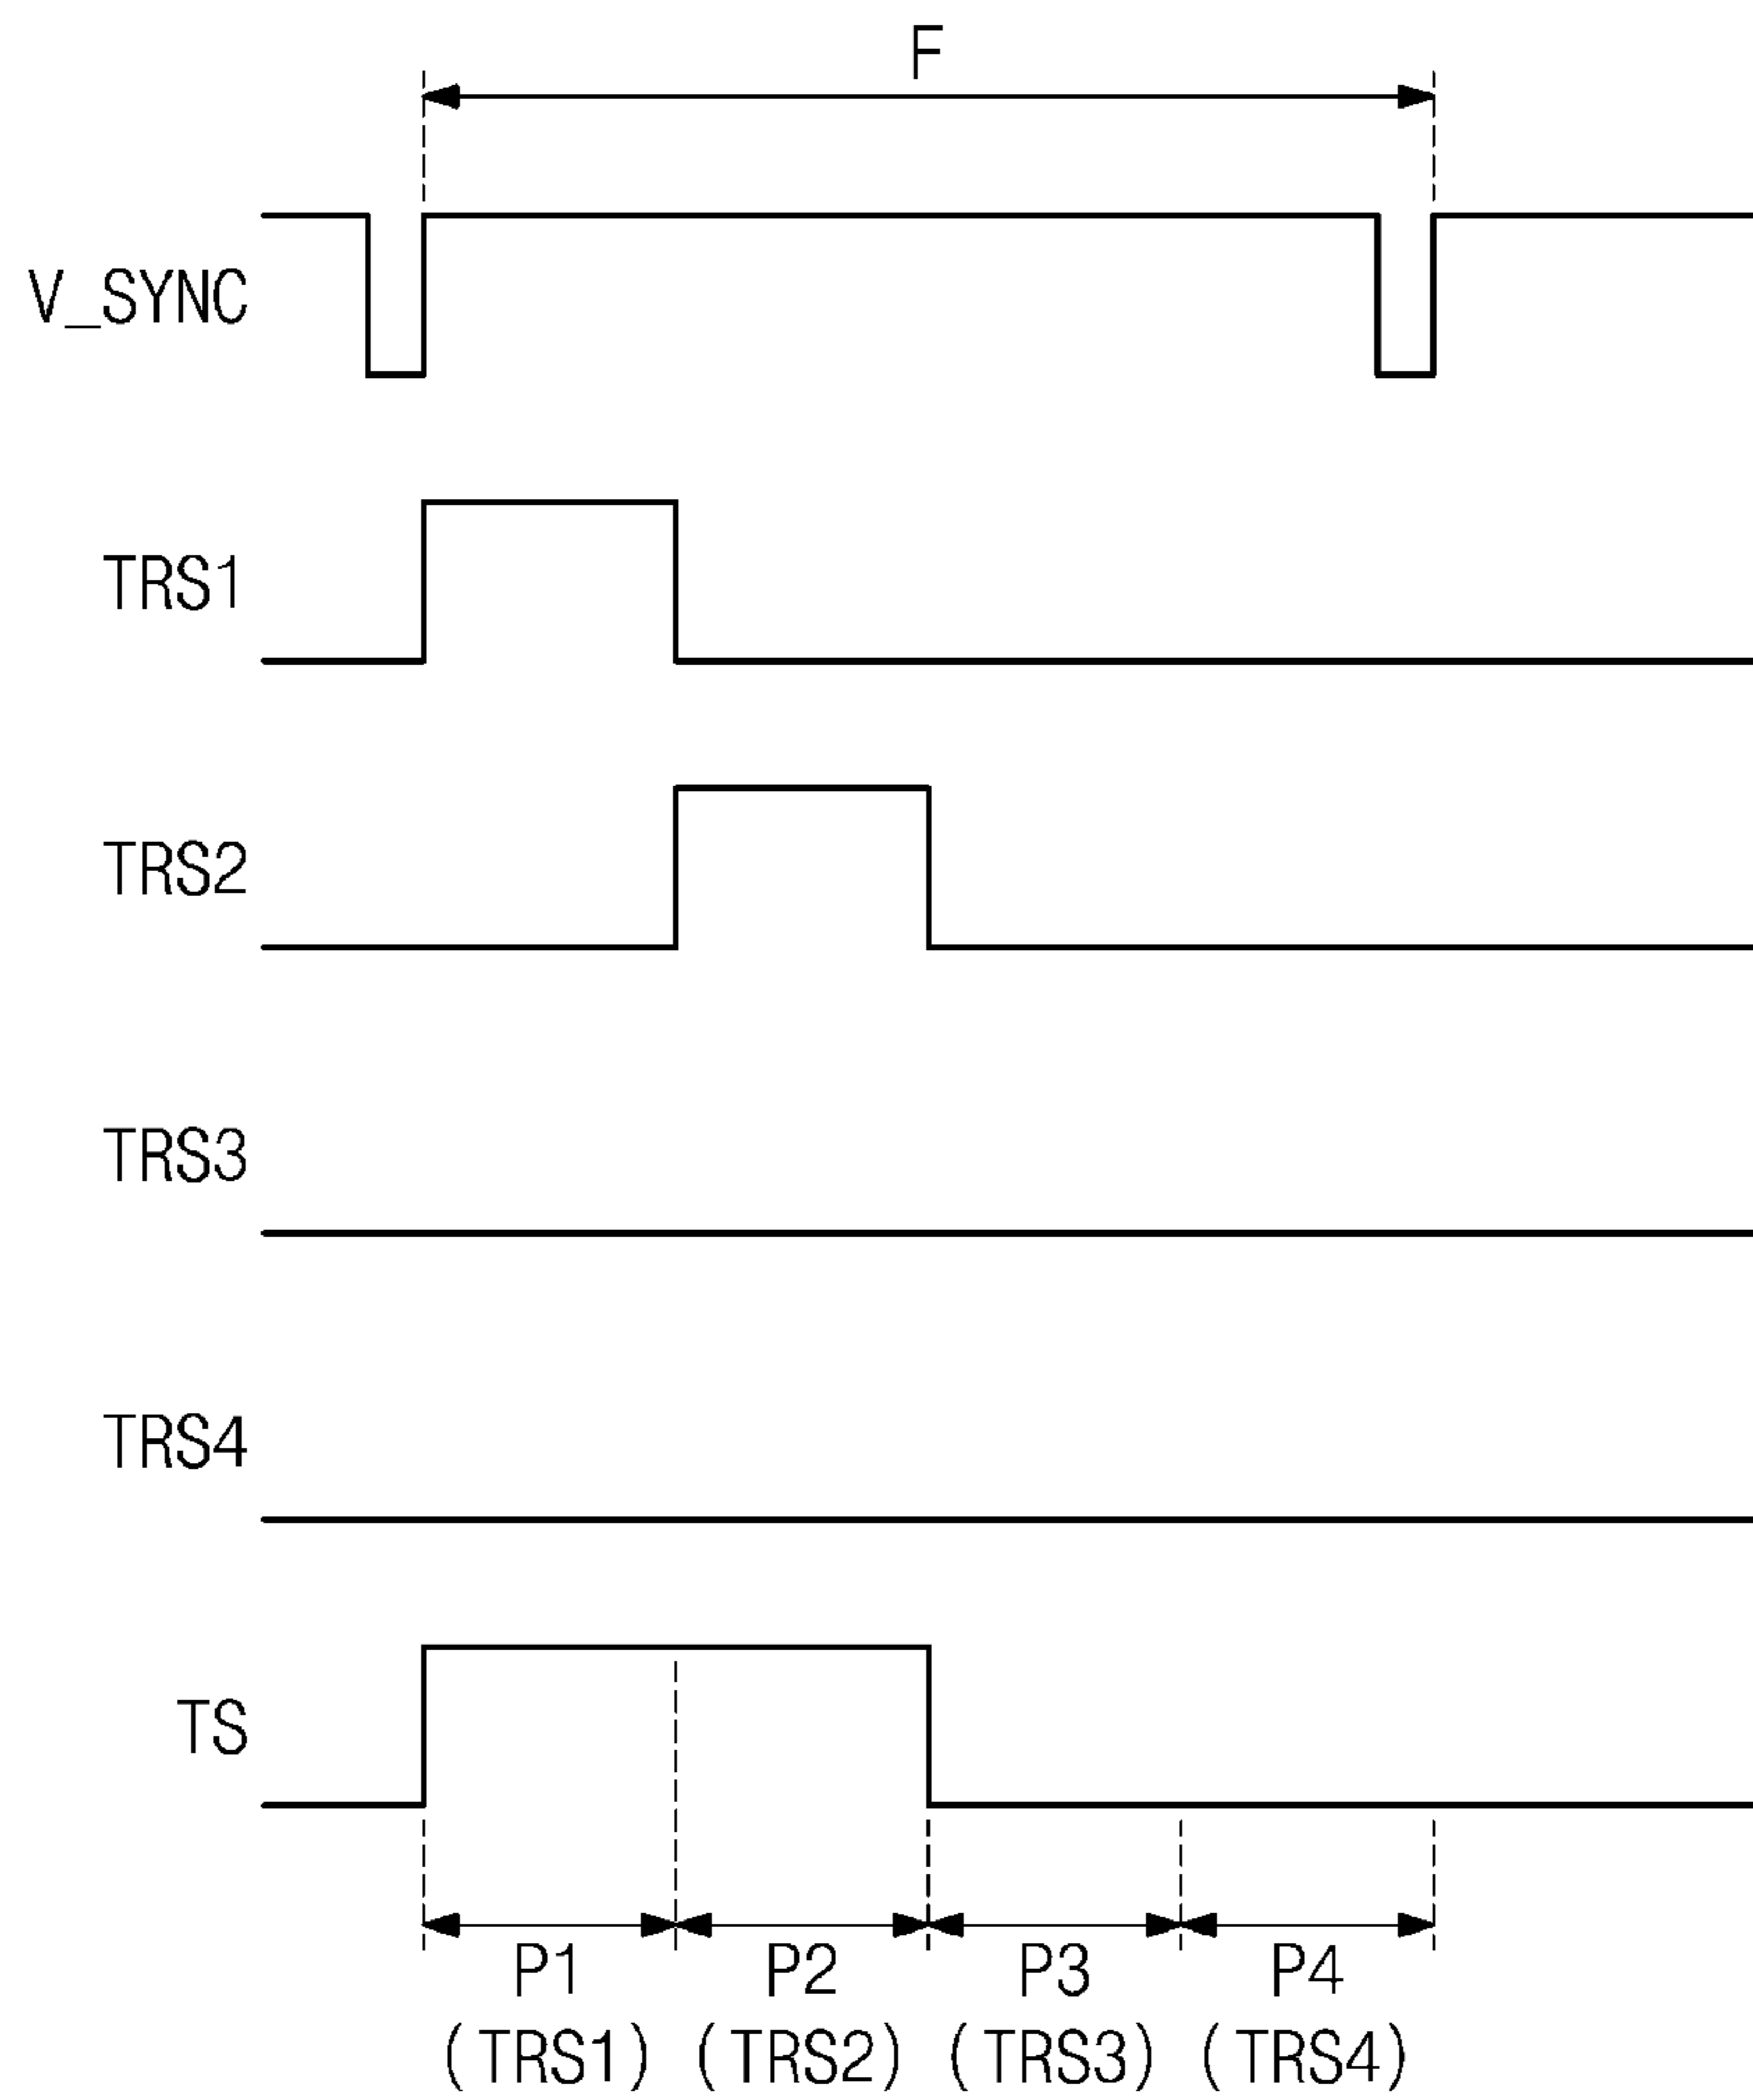 F
V_SYNC
TRS1
TRS2
TRS3
TRS4
TS
P1 P2 P3 P4
(TRS1) (TRS2) (TRS3) (TRS4)